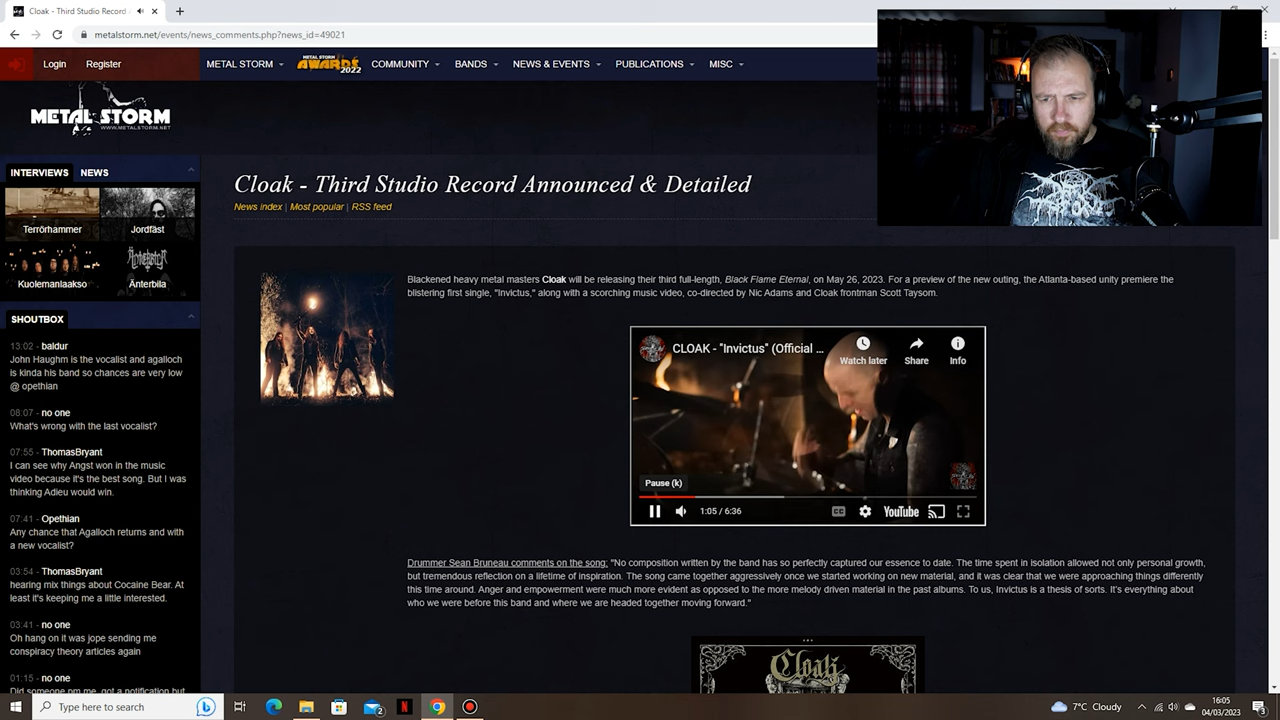 Cloak - Third Studio Record
metalstorm.net/events/news_comments.php?news_id=49021
Login
Register
METAL STORM
METAL STORM
AWARDS
2022
COMMUNITY
BANDS
NEWS & EVENTS
PUBLICATIONS
MISC
METAL STORM
WWW.METALSTORM.NET
INTERVIEWS
NEWS
Terrörhammer
Jordfäst
Kuolemanlaakso
Änterbila
SHOUTBOX
13:02 - baldur
John Haughm is the vocalist and agalloch
is kinda his band so chances are very low
@ opethian
08:07 - no one
What's wrong with the last vocalist?
07:55 - ThomasBryant
I can see why Angst won in the music
video because it's the best song. But I was
thinking Adieu would win.
07:41 - Opethian
Any chance that Agalloch returns and with
a new vocalist?
03:54 - ThomasBryant
hearing mix things about Cocaine Bear. At
least it's keeping me a little interested.
03:41 - no one
Oh hang on it was jope sending me
conspiracy theory articles again
01:15 - no one
Did someone pm me, got a notification but
Cloak - Third Studio Record Announced & Detailed
News index | Most popular | RSS feed
Blackened heavy metal masters Cloak will be releasing their third full-length, Black Flame Eternal, on May 26, 2023. For a preview of the new outing, the Atlanta-based unity premiere the
blistering first single, "Invictus," along with a scorching music video, co-directed by Nic Adams and Cloak frontman Scott Taysom.
CLOAK - "Invictus" (Official ...
Watch later
Share
Info
Pause (k)
1:05 / 6:36
CC
YouTube
Drummer Sean Bruneau comments on the song: "No composition written by the band has so perfectly captured our essence to date. The time spent in isolation allowed not only personal growth,
but tremendous reflection on a lifetime of inspiration. The song came together aggressively once we started working on new material, and it was clear that we were approaching things differently
this time around. Anger and empowerment were much more evident as opposed to the more melody driven material in the past albums. To us, Invictus is a thesis of sorts. It's everything about
who we were before this band and where we are headed together moving forward."
Cloak
Type here to search
7°C Cloudy
16:05
04/03/2023
3